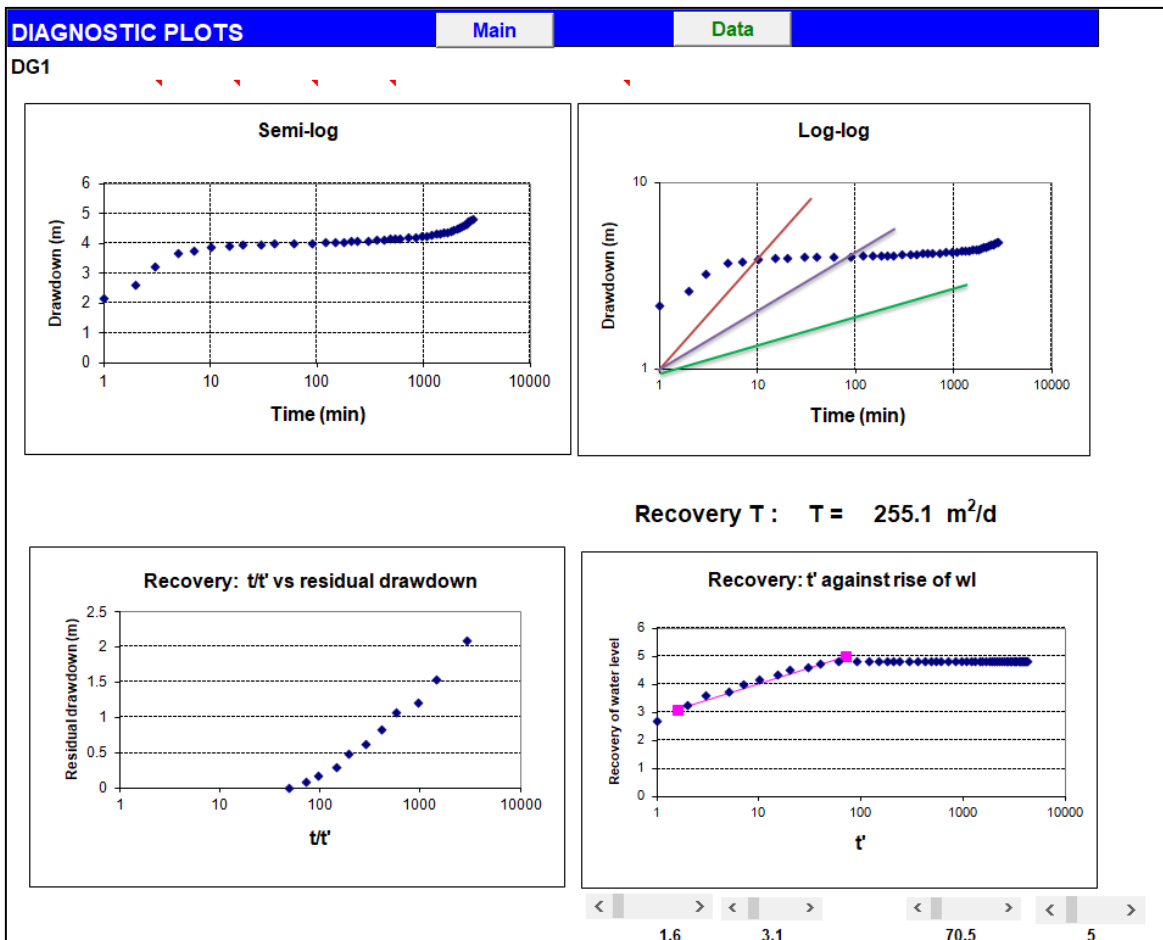 DIAGNOSTIC PLOTS Main Data
DG1
Semi-log
Drawdown (m)
6
5
4
3
2
1
0
1 10 100 1000 10000
Time (min)
Log-log
Drawdown (m)
10
1
1 10 100 1000 10000
Time (min)
Recovery T : T = 255.1 m²/d
Recovery: t/t' vs residual drawdown
Residual drawdown (m)
2.5
2
1.5
1
0.5
0
1 10 100 1000 10000
t/t'
Recovery: t' against rise of wl
Recovery of water level
6
5
4
3
2
1
0
1 10 100 1000 10000
t'
1.6 3.1 70.5 5